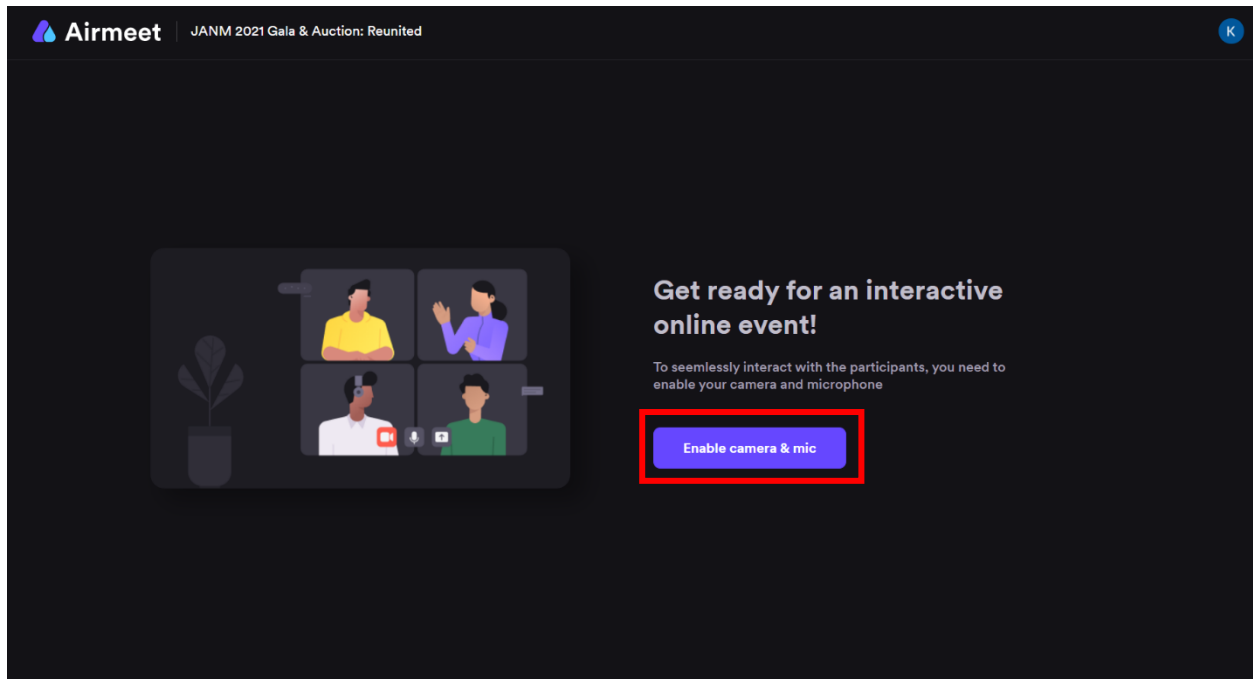 Airmeet
JANM 2021 Gala & Auction: Reunited
K
Get ready for an interactive
online event!
To seemlessly interact with the participants, you need to
enable your camera and microphone
Enable camera & mic